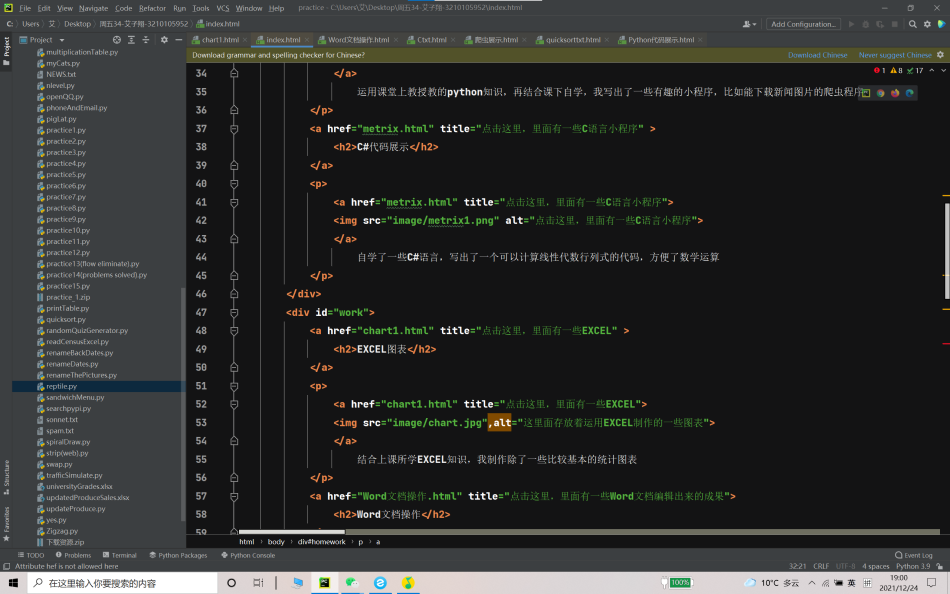 File Edit View Navigate Code Refactor Run Tools VCS Window Help practice - C:\Users\艾\Desktop\周五34-艾子翔-3210105952\index.html
C: Users 艾 Desktop 周五34-艾子翔-3210105952 index.html Add Configuration...
Project chart1.html index.html Word文档操作.html Ctxt.html 爬虫展示.html quicksorttxt.html Python代码展示.html
Download grammar and spelling checker for Chinese? Download Chinese Never suggest Chinese
1 8 17
multiplicationTable.py
myCats.py
NEWS.txt
nlevel.py
openQQ.py
phoneAndEmail.py
pigLat.py
practice1.py
practice2.py
practice3.py
practice4.py
practice5.py
practice6.py
practice7.py
practice8.py
practice9.py
practice10.py
practice11.py
practice12.py
practice13(flow eliminate).py
practice14(problems solved).py
practice15.py
practice_1.zip
printTable.py
quicksort.py
randomQuizGenerator.py
readCensusExcel.py
renameBackDates.py
renameDates.py
renameThePictures.py
reptile.py
sandwichMenu.py
searchpypi.py
sonnet.txt
spam.txt
spiralDraw.py
strip(web).py
swap.py
trafficSimulate.py
universityGrades.xlsx
updatedProduceSales.xlsx
updateProduce.py
yes.py
Zigzag.py
下载资源.zip
34 </a>
35 运用课堂上教授教的python知识，再结合课下自学，我写出了一些有趣的小程序，比如能下载新闻图片的爬虫程序
36 </p>
37 <a href="metrix.html" title="点击这里，里面有一些C语言小程序" >
38 <h2>C#代码展示</h2>
39 </a>
40 <p>
41 <a href="metrix.html" title="点击这里，里面有一些C语言小程序">
42 <img src="image/metrix1.png" alt="点击这里，里面有一些C语言小程序">
43 </a>
44 自学了一些C#语言，写出了一个可以计算线性代数行列式的代码，方便了数学运算
45 </p>
46 </div>
47 <div id="work">
48 <a href="chart1.html" title="点击这里，里面有一些EXCEL" >
49 <h2>EXCEL图表</h2>
50 </a>
51 <p>
52 <a href="chart1.html" title="点击这里，里面有一些EXCEL">
53 <img src="image/chart.jpg",alt="这里面存放着运用EXCEL制作的一些图表">
54 </a>
55 结合上课所学EXCEL知识，我制作除了一些比较基本的统计图表
56 </p>
57 <a href="Word文档操作.html" title="点击这里，里面有一些Word文档编辑出来的成果">
58 <h2>Word文档操作</h2>
59
html body div#homework p a
Project
Structure
Favorites
TODO Problems Terminal Python Packages Python Console Event Log
Attribute hef is not allowed here 32:21 CRLF UTF-8 4 spaces Python 3.9
在这里输入你要搜索的内容 100% 10°C 多云 英 19:00
2021/12/24